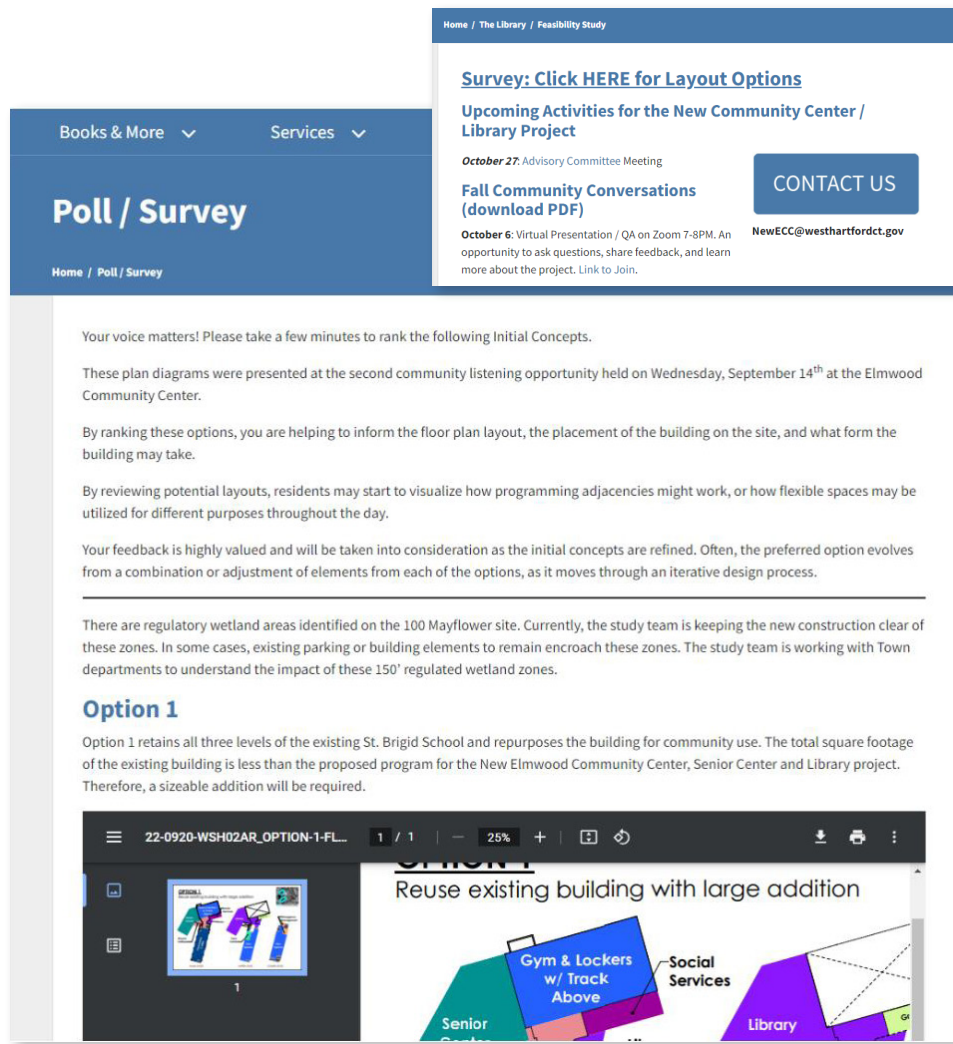 Home / The Library / Feasibility Study
Survey: Click HERE for Layout Options
Upcoming Activities for the New Community Center /
Library Project
October 27: Advisory Committee Meeting
Fall Community Conversations
(download PDF)
October 6: Virtual Presentation / QA on Zoom 7-8PM. An
opportunity to ask questions, share feedback, and learn
more about the project. Link to Join.
CONTACT US
NewECC@westhartfordct.gov
Books & More
Services
Poll / Survey
Home / Poll / Survey
Your voice matters! Please take a few minutes to rank the following Initial Concepts.
These plan diagrams were presented at the second community listening opportunity held on Wednesday, September 14th at the Elmwood
Community Center.
By ranking these options, you are helping to inform the floor plan layout, the placement of the building on the site, and what form the
building may take.
By reviewing potential layouts, residents may start to visualize how programming adjacencies might work, or how flexible spaces may be
utilized for different purposes throughout the day.
Your feedback is highly valued and will be taken into consideration as the initial concepts are refined. Often, the preferred option evolves
from a combination or adjustment of elements from each of the options, as it moves through an iterative design process.
There are regulatory wetland areas identified on the 100 Mayflower site. Currently, the study team is keeping the new construction clear of
these zones. In some cases, existing parking or building elements to remain encroach these zones. The study team is working with Town
departments to understand the impact of these 150' regulated wetland zones.
Option 1
Option 1 retains all three levels of the existing St. Brigid School and repurposes the building for community use. The total square footage
of the existing building is less than the proposed program for the New Elmwood Community Center, Senior Center and Library project.
Therefore, a sizeable addition will be required.
22-0920-WSH02AR_OPTION-1-FL...
1 / 1
25%
OPTION 1
Reuse existing building with large addition
1
Gym & Lockers
w/ Track
Above
Social
Services
Senior
Center
Library